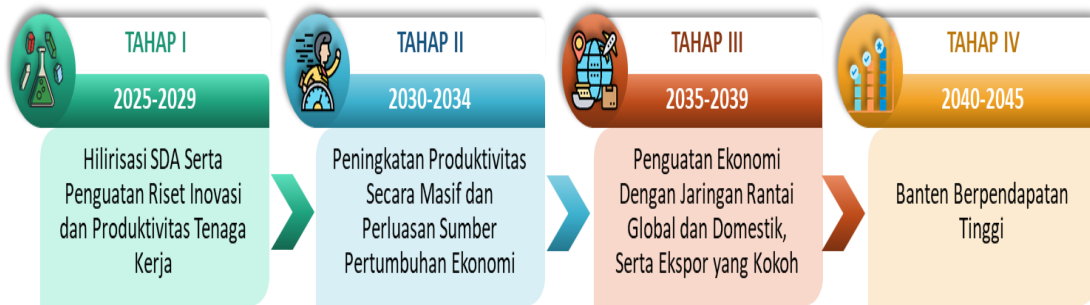 TAHAP I
2025-2029
Hilirisasi SDA Serta
Penguatan Riset Inovasi
dan Produktivitas Tenaga
Kerja
TAHAP II
2030-2034
Peningkatan Produktivitas
Secara Masif dan
Perluasan Sumber
Pertumbuhan Ekonomi
TAHAP III
2035-2039
Penguatan Ekonomi
Dengan Jaringan Rantai
Global dan Domestik,
Serta Ekspor yang Kokoh
TAHAP IV
2040-2045
Banten Berpendapatan
Tinggi